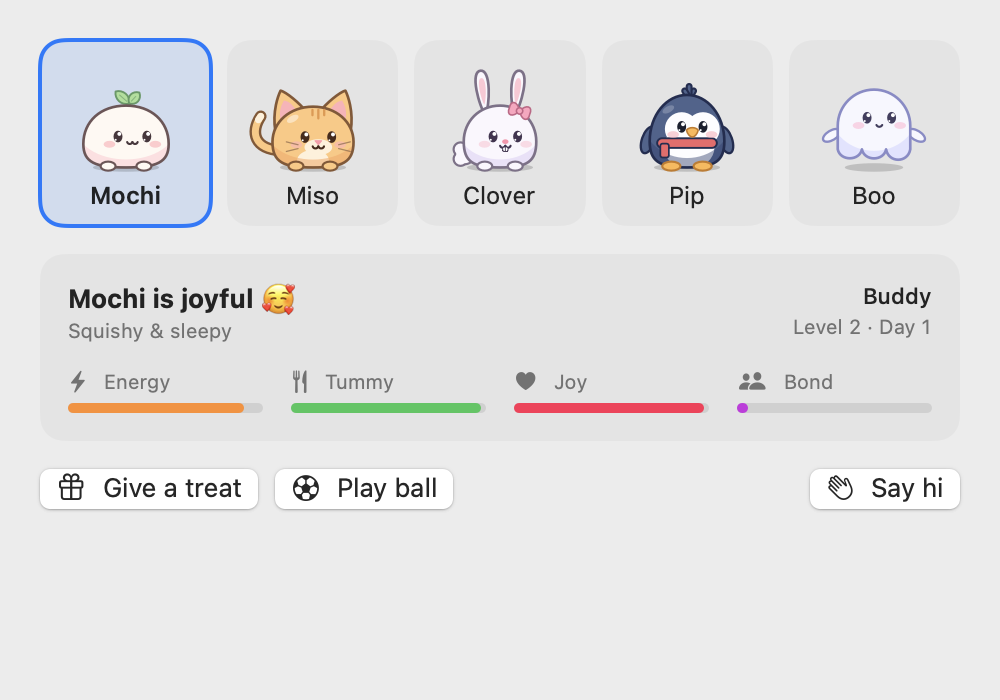 Mochi
Miso
Clover
Pip
Boo
Mochi is joyful 🥰
Buddy
Squishy & sleepy
Level 2 · Day 1
Energy
Tummy
Joy
Bond
Give a treat
Play ball
Say hi